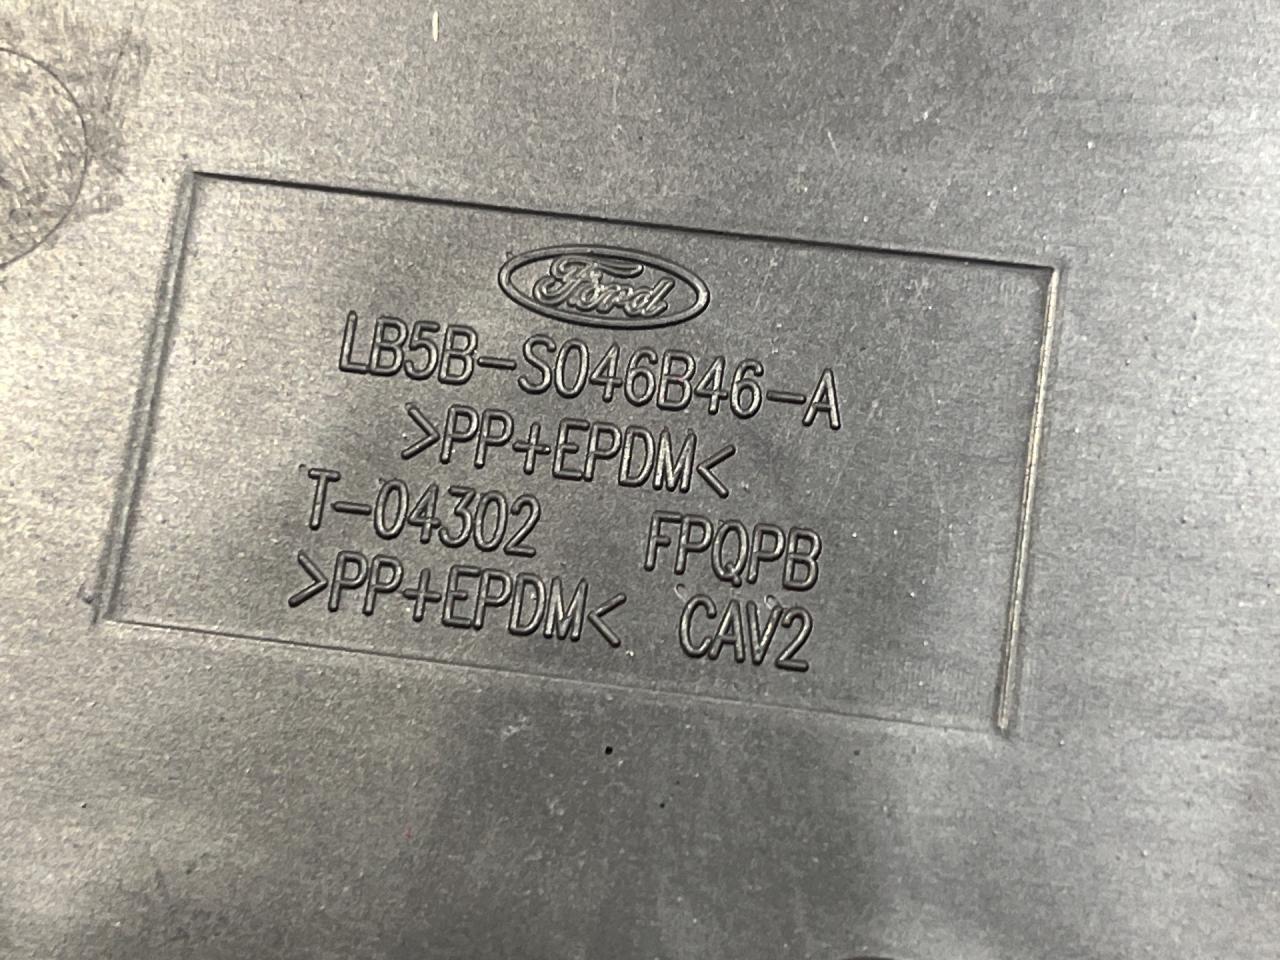 Ford
LB5B-S046B46-A
>PP+EPDM<
T-04302 FPQPB
>PP+EPDM< CAV2